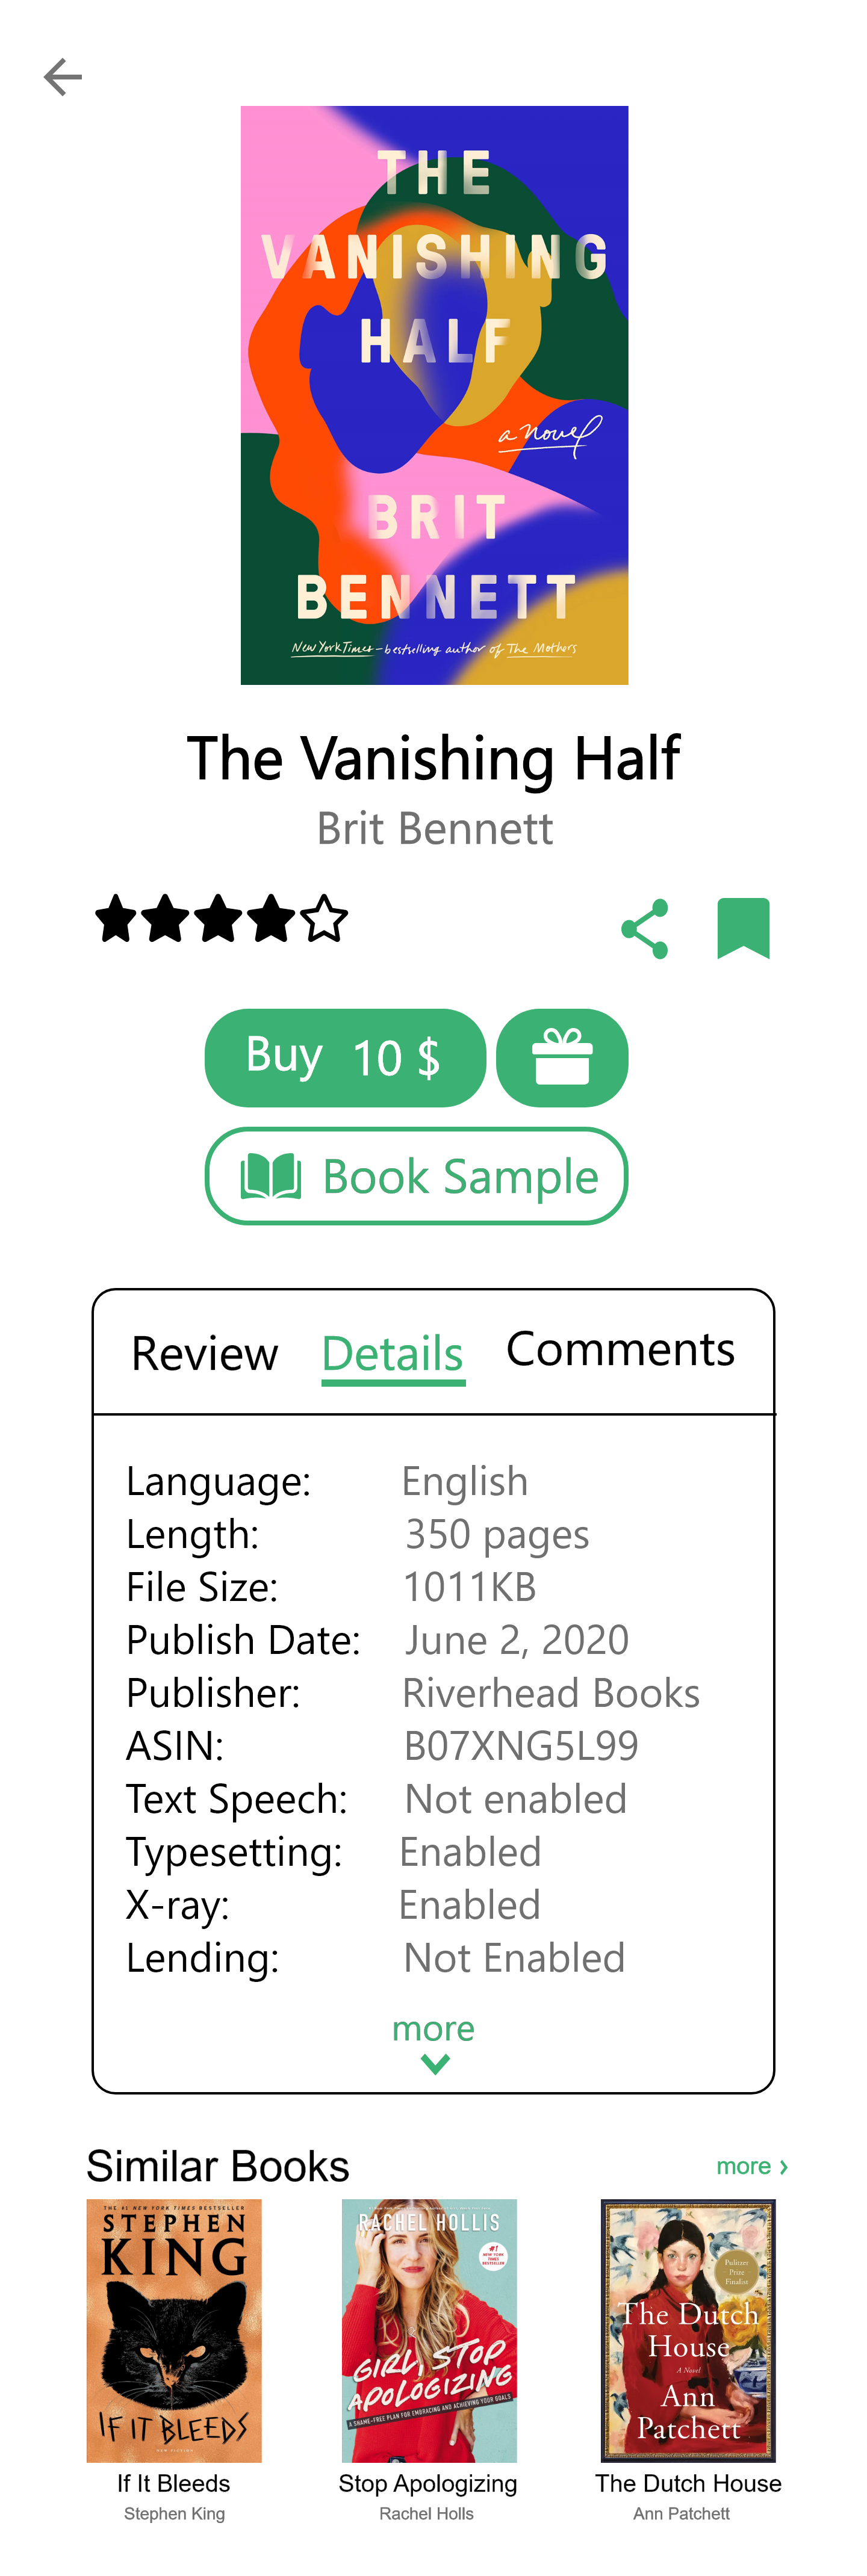 THE
VANISHING
HALF
a novel
BRIT
BENNETT
New York Times-bestselling author of The Mothers
The Vanishing Half
Brit Bennett
Buy 10 $
Book Sample
Review Details Comments
Language: English
Length: 350 pages
File Size: 1011KB
Publish Date: June 2, 2020
Publisher: Riverhead Books
ASIN: B07XNG5L99
Text Speech: Not enabled
Typesetting: Enabled
X-ray: Enabled
Lending: Not Enabled
more
Similar Books more
THE #1 NEW YORK TIMES BESTSELLER
STEPHEN
KING
IF IT BLEEDS
NEW FICTION
RACHEL HOLLIS
#1
NEW YORK
TIMES
BESTSELLER
GIRL, STOP
APOLOGIZING
A SHAME-FREE PLAN FOR EMBRACING AND ACHIEVING YOUR GOALS
Pulitzer
Prize
Finalist
The Dutch
House
A Novel
Ann
Patchett
If It Bleeds Stop Apologizing The Dutch House
Stephen King Rachel Holls Ann Patchett